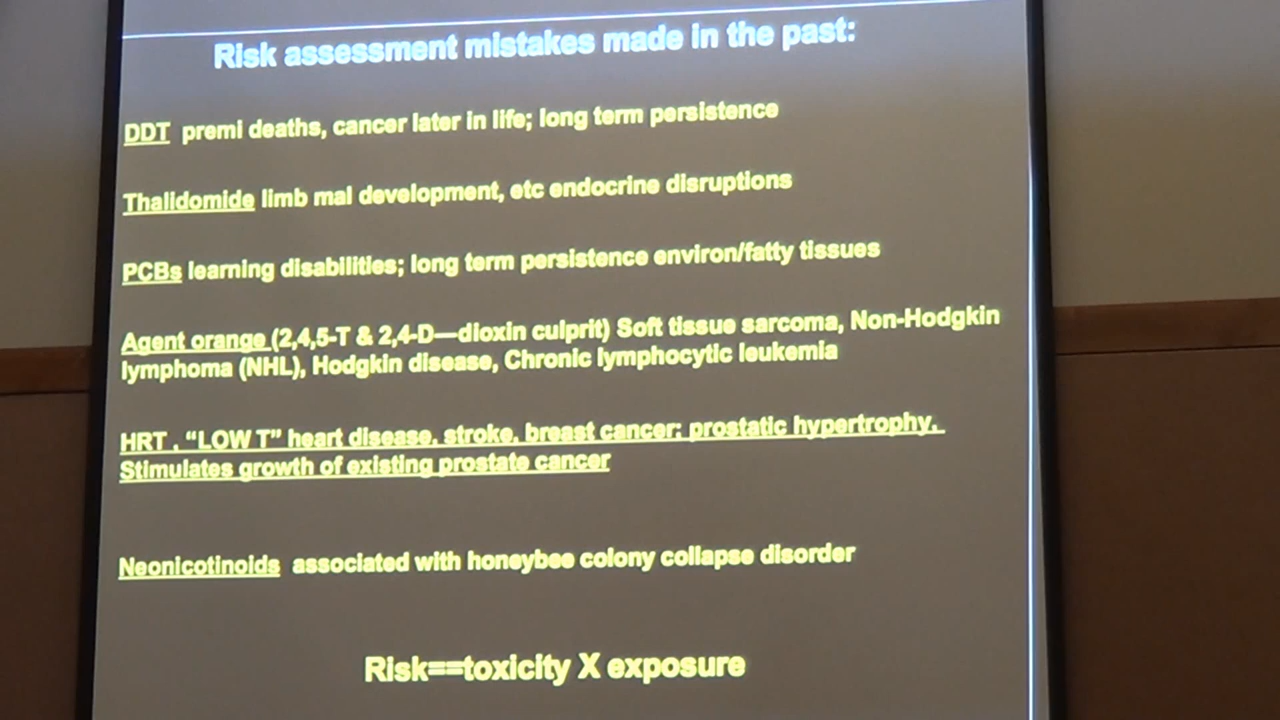 Risk assessment mistakes made in the past:
DDT premi deaths, cancer later in life; long term persistence
Thalidomide limb mal development, etc endocrine disruptions
PCBs learning disabilities; long term persistence environ/fatty tissues
Agent orange (2,4,5-T & 2,4-D—dioxin culprit) Soft tissue sarcoma, Non-Hodgkin
lymphoma (NHL), Hodgkin disease, Chronic lymphocytic leukemia
HRT , “LOW T” heart disease, stroke, breast cancer; prostatic hypertrophy,
Stimulates growth of existing prostate cancer
Neonicotinoids associated with honeybee colony collapse disorder
Risk==toxicity X exposure